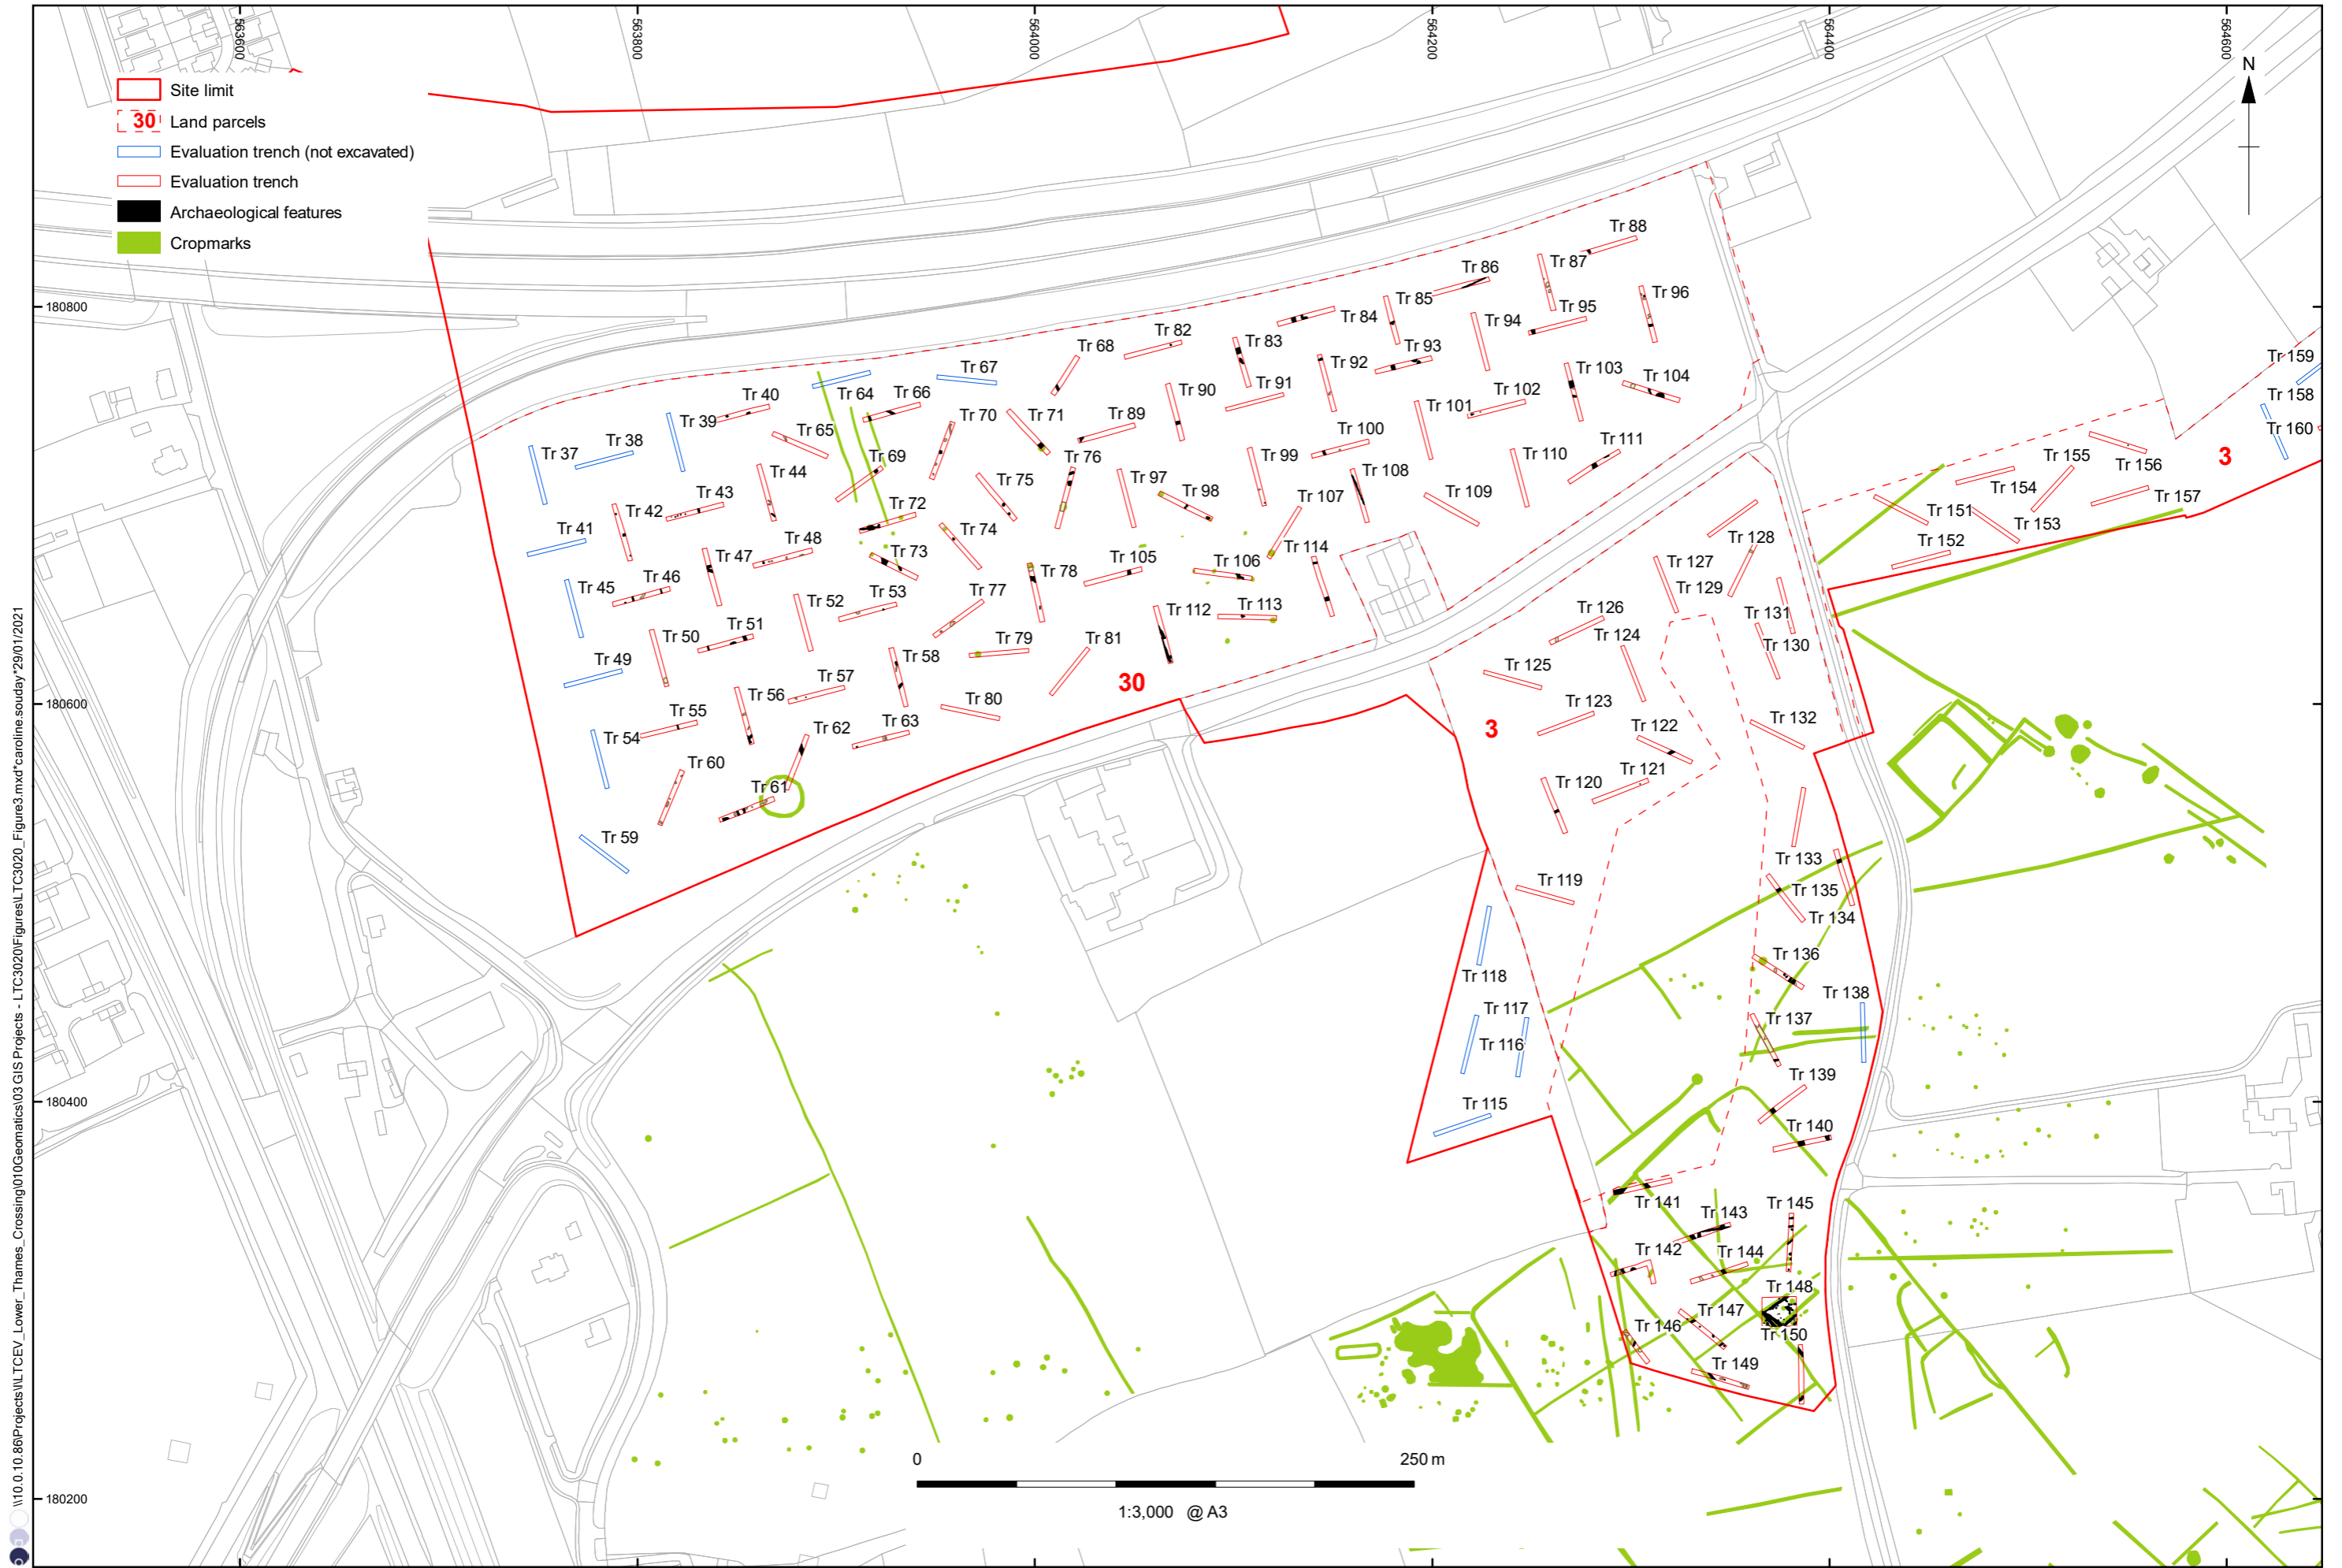 563600
563800
564000
564200
564400
564600
N
Site limit
30 Land parcels
Evaluation trench (not excavated)
Evaluation trench
Archaeological features
Cropmarks
180800
180600
180400
180200
Tr 88
Tr 87
Tr 86
Tr 96
Tr 85
Tr 84
Tr 95
Tr 94
Tr 82
Tr 83
Tr 93
Tr 92
Tr 68
Tr 67
Tr 103
Tr 104
Tr 91
Tr 90
Tr 102
Tr 101
Tr 40
Tr 64
Tr 66
Tr 39
Tr 70
Tr 71
Tr 89
Tr 100
Tr 65
Tr 38
Tr 37
Tr 111
Tr 110
Tr 99
Tr 108
Tr 69
Tr 76
Tr 44
Tr 75
Tr 97
Tr 98
Tr 107
Tr 109
Tr 43
Tr 42
Tr 72
Tr 74
Tr 41
Tr 48
Tr 47
Tr 73
Tr 105
Tr 106
Tr 114
Tr 78
Tr 45
Tr 46
Tr 77
Tr 53
Tr 52
Tr 112
Tr 113
Tr 51
Tr 50
Tr 79
Tr 81
Tr 58
Tr 49
Tr 57
Tr 56
Tr 80
30
Tr 55
Tr 54
Tr 62
Tr 63
Tr 60
Tr 61
Tr 59
Tr 159
Tr 158
Tr 160
3
Tr 155
Tr 156
Tr 154
Tr 157
Tr 151
Tr 153
Tr 152
Tr 128
Tr 127
Tr 129
Tr 126
Tr 131
Tr 124
Tr 130
Tr 125
Tr 123
3
Tr 122
Tr 132
Tr 120
Tr 121
Tr 133
Tr 135
Tr 119
Tr 134
Tr 136
Tr 118
Tr 138
Tr 117
Tr 137
Tr 116
Tr 139
Tr 115
Tr 140
Tr 141
Tr 145
Tr 143
Tr 142
Tr 144
Tr 148
Tr 147
Tr 146
Tr 150
Tr 149
0 250 m
1:3,000 @ A3
\\10.0.10.86\Projects\I\LTCEV_Lower_Thames_Crossing\010Geomatics\03 GIS Projects - LTC3020\Figures\LTC3020_Figure3.mxd*caroline.souday*29/01/2021